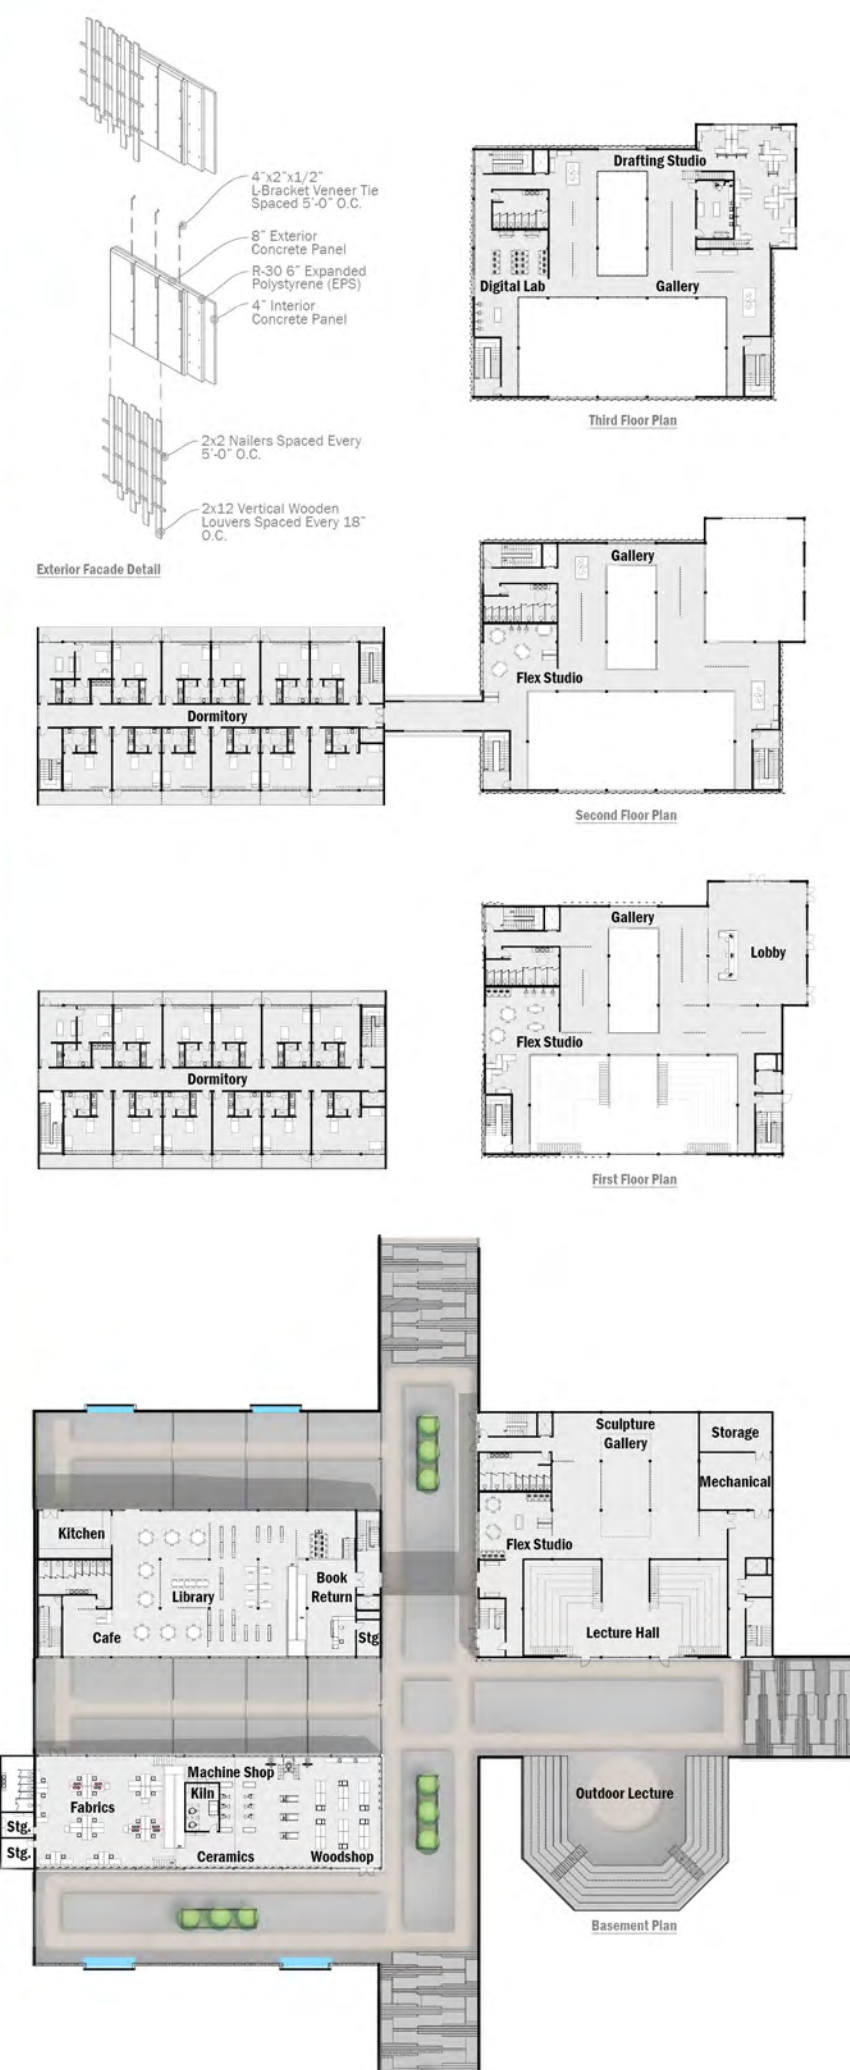 4"x2"x1/2"
L-Bracket Veneer Tie
Spaced 5'-0" O.C.
8" Exterior
Concrete Panel
R-30 6" Expanded
Polystyrene (EPS)
4" Interior
Concrete Panel
2x2 Nailers Spaced Every
5'-0" O.C.
2x12 Vertical Wooden
Louvers Spaced Every 18"
O.C.
Exterior Facade Detail
Drafting Studio
Digital Lab
Gallery
Third Floor Plan
Gallery
Flex Studio
Dormitory
Second Floor Plan
Gallery
Lobby
Flex Studio
Dormitory
First Floor Plan
Sculpture
Gallery
Storage
Mechanical
Flex Studio
Lecture Hall
Kitchen
Library
Book
Return
Cafe
Stg
Machine Shop
Kiln
Fabrics
Stg.
Stg.
Ceramics
Woodshop
Outdoor Lecture
Basement Plan